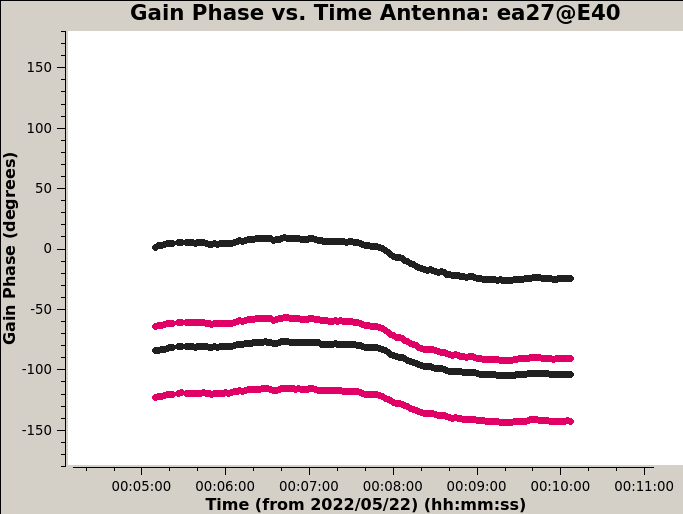 Gain Phase vs. Time Antenna: ea27@E40
Gain Phase (degrees)
150
100
50
0
-50
-100
-150
00:05:00 00:06:00 00:07:00 00:08:00 00:09:00 00:10:00 00:11:00
Time (from 2022/05/22) (hh:mm:ss)